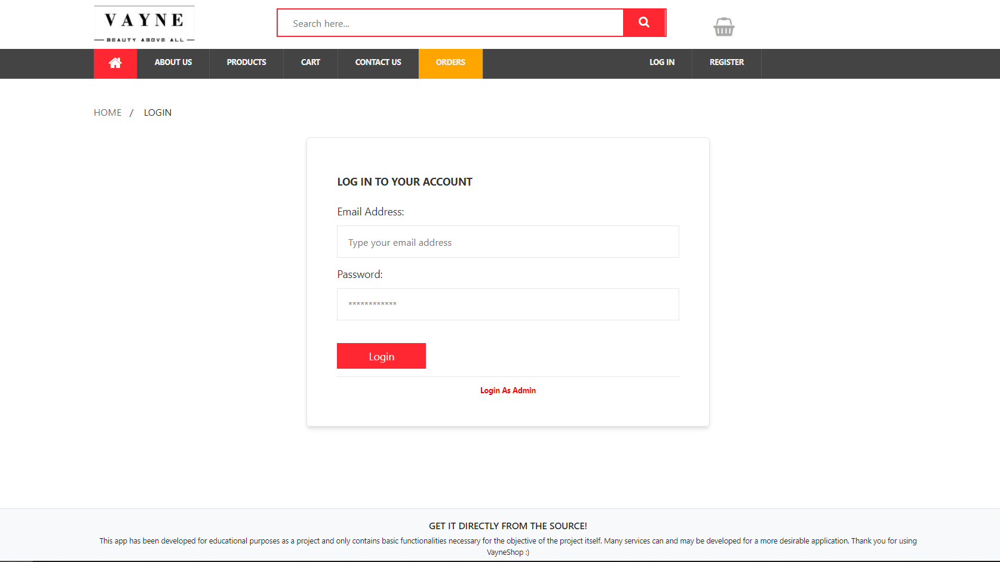 VAYNE
BEAUTY ABOVE ALL
Search here...
ABOUT US
PRODUCTS
CART
CONTACT US
ORDERS
LOG IN
REGISTER
HOME / LOGIN
LOG IN TO YOUR ACCOUNT
Email Address:
Type your email address
Password:
************
Login
Login As Admin
GET IT DIRECTLY FROM THE SOURCE!
This app has been developed for educational purposes as a project and only contains basic functionalities necessary for the objective of the project itself. Many services can and may be developed for a more desirable application. Thank you for using
VayneShop :)